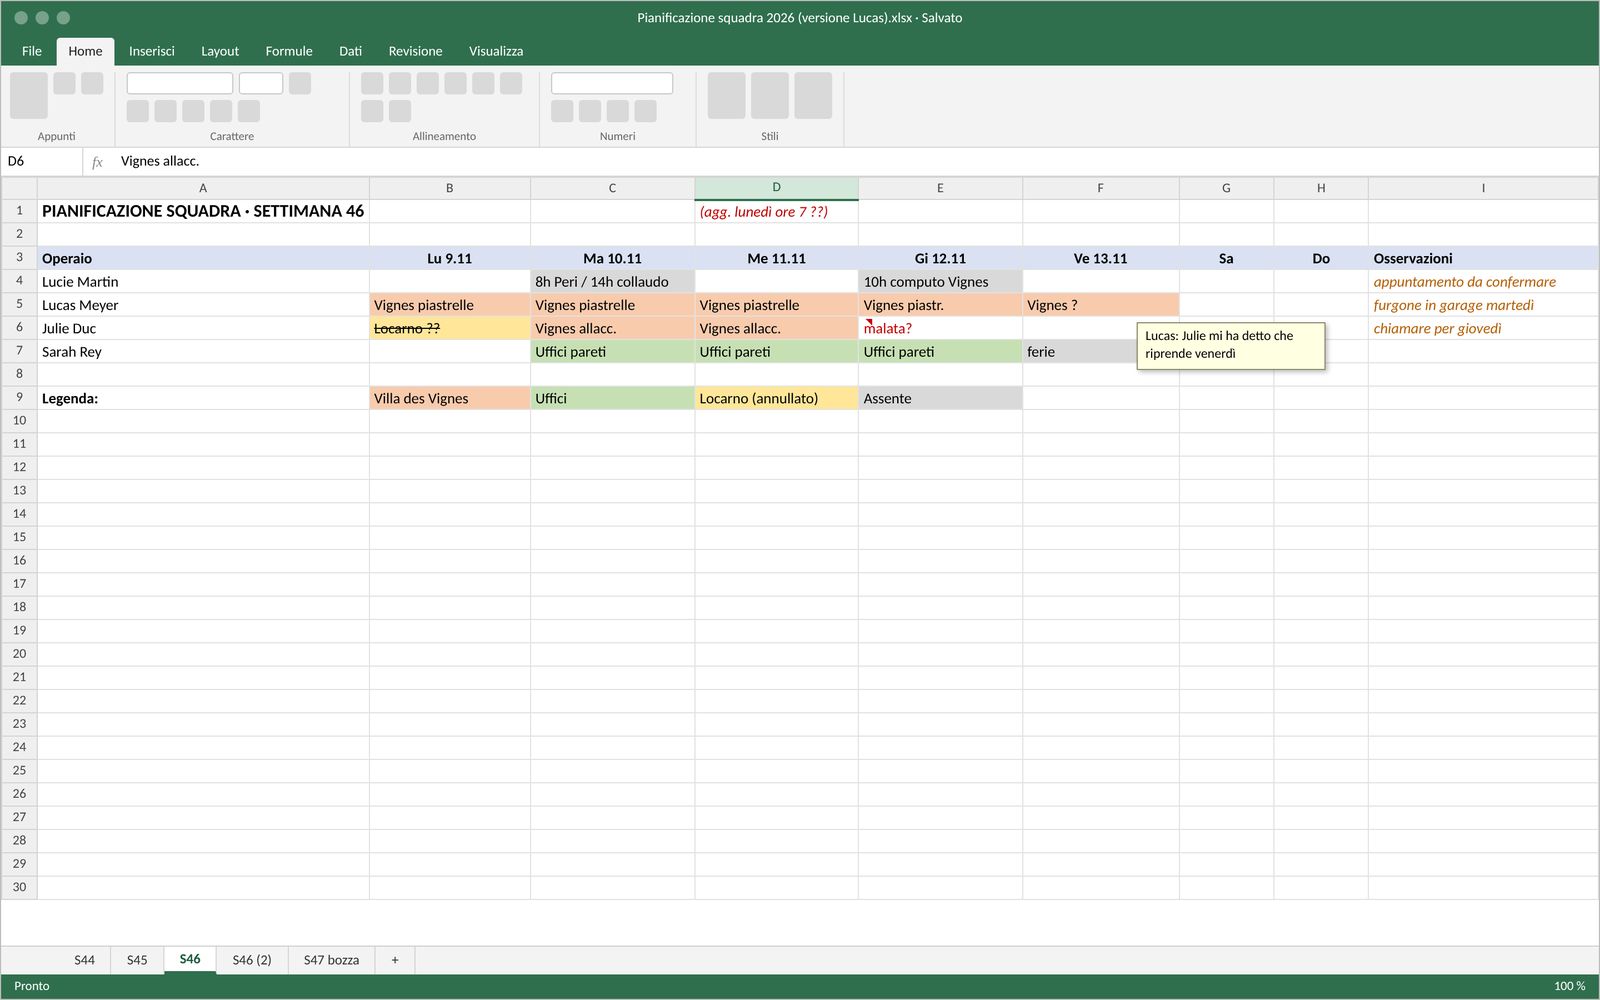 Pianificazione squadra 2026 (versione Lucas).xlsx · Salvato
File Home Inserisci Layout Formule Dati Revisione Visualizza
Appunti Carattere Allineamento Numeri Stili
D6 fx Vignes allacc.
A B C D E F G H I
1 PIANIFICAZIONE SQUADRA · SETTIMANA 46 (agg. lunedì ore 7 ??)
2
3 Operaio Lu 9.11 Ma 10.11 Me 11.11 Gi 12.11 Ve 13.11 Sa Do Osservazioni
4 Lucie Martin 8h Peri / 14h collaudo 10h computo Vignes appuntamento da confermare
5 Lucas Meyer Vignes piastrelle Vignes piastrelle Vignes piastrelle Vignes piastr. Vignes ? furgone in garage martedì
6 Julie Duc Locarno ?? Vignes allacc. Vignes allacc. malata? chiamare per giovedì
Lucas: Julie mi ha detto che
riprende venerdì
7 Sarah Rey Uffici pareti Uffici pareti Uffici pareti ferie
8
9 Legenda: Villa des Vignes Uffici Locarno (annullato) Assente
10
11
12
13
14
15
16
17
18
19
20
21
22
23
24
25
26
27
28
29
30
S44 S45 S46 S46 (2) S47 bozza +
Pronto 100 %